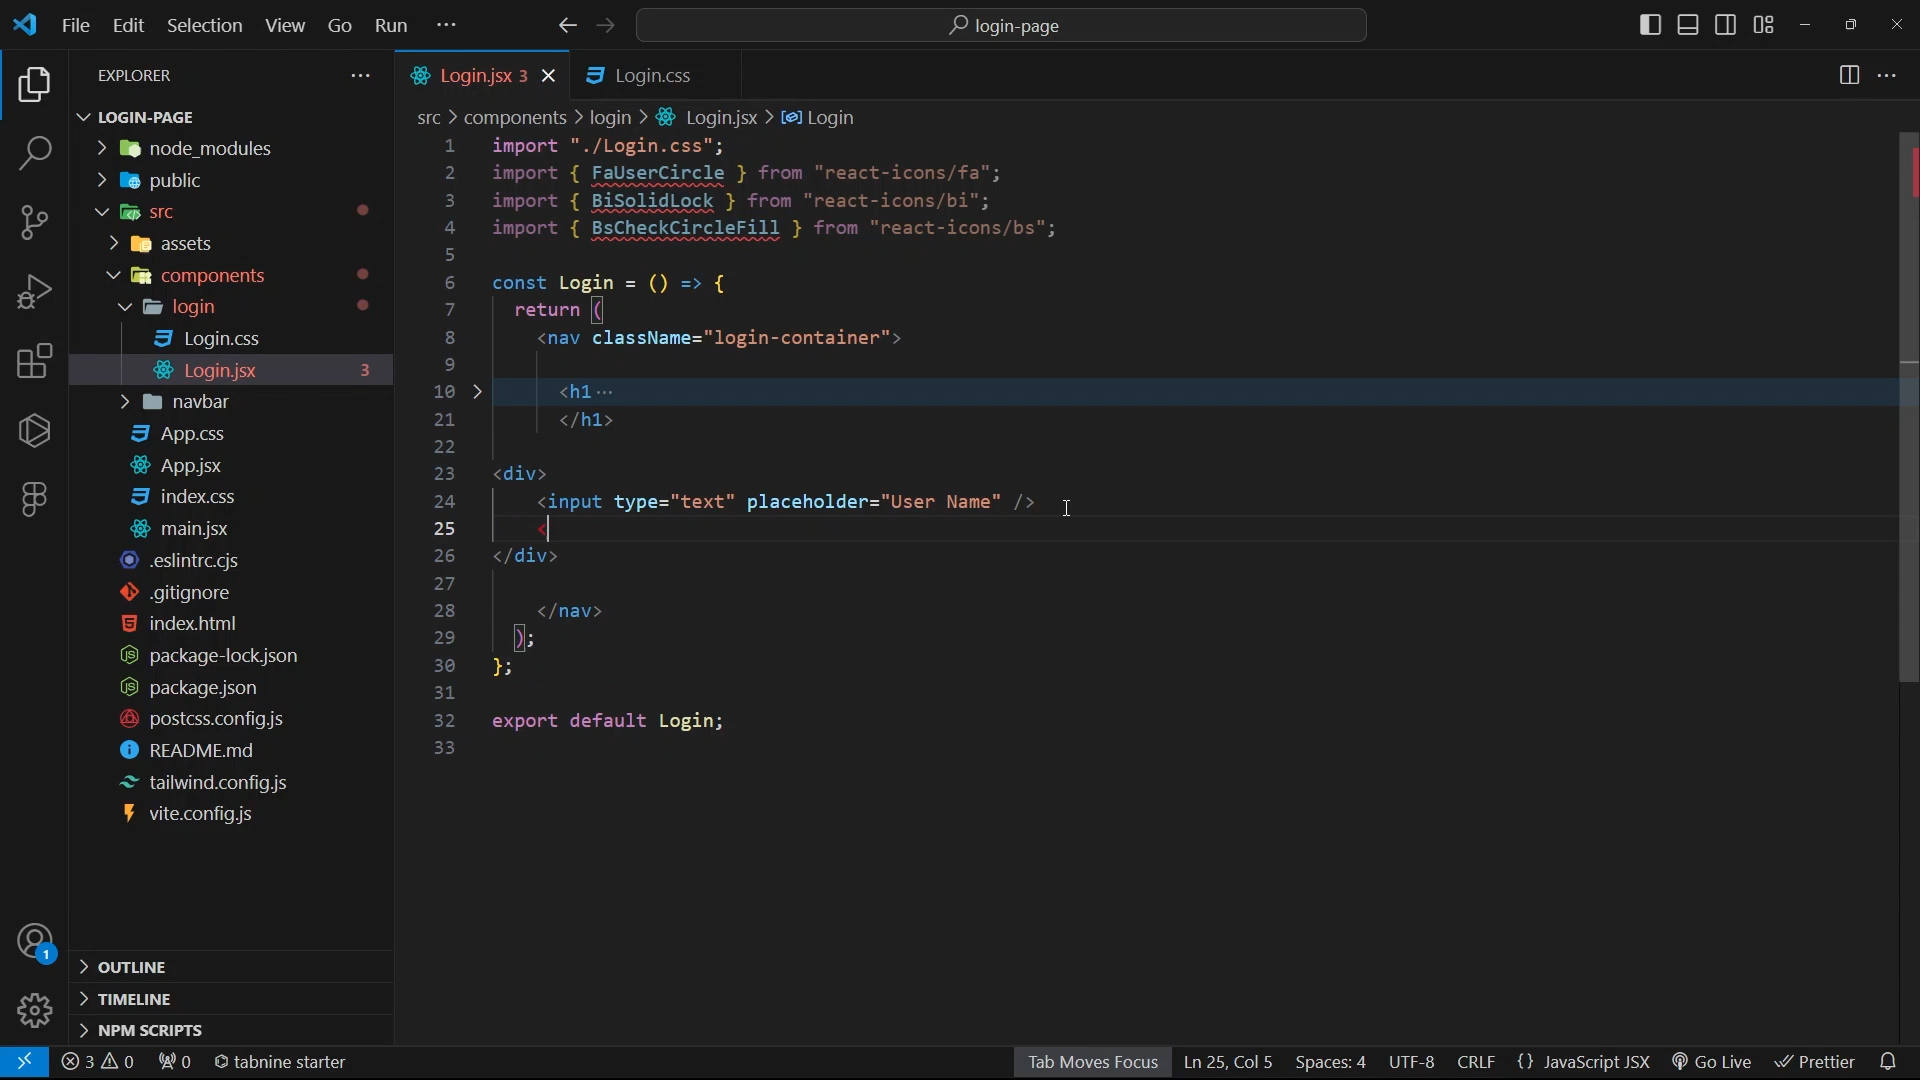 File Edit Selection View Go Run ··· login-page
EXPLORER ···
LOGIN-PAGE
node_modules
public
src
assets
components
login
Login.css
Login.jsx 3
navbar
App.css
App.jsx
index.css
main.jsx
.eslintrc.cjs
.gitignore
index.html
package-lock.json
package.json
postcss.config.js
README.md
tailwind.config.js
vite.config.js
OUTLINE
TIMELINE
NPM SCRIPTS
Login.jsx 3 Login.css
src > components > login > Login.jsx > Login
1 import "./Login.css";
2 import { FaUserCircle } from "react-icons/fa";
3 import { BiSolidLock } from "react-icons/bi";
4 import { BsCheckCircleFill } from "react-icons/bs";
5
6 const Login = () => {
7 return (
8 <nav className="login-container">
9
10 <h1 ···
21 </h1>
22
23 <div>
24 <input type="text" placeholder="User Name" />
25 <
26 </div>
27
28 </nav>
29 );
30 };
31
32 export default Login;
33
1
3 0 0 tabnine starter Tab Moves Focus Ln 25, Col 5 Spaces: 4 UTF-8 CRLF {} JavaScript JSX Go Live Prettier